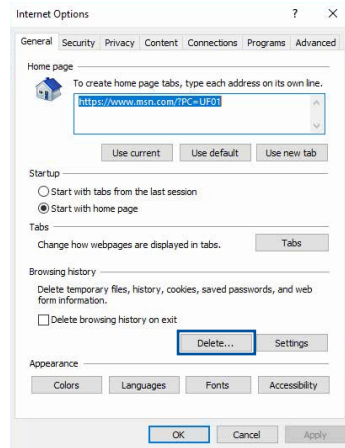 Internet Options ? X
General Security Privacy Content Connections Programs Advanced
Home page
To create home page tabs, type each address on its own line.
https://www.msn.com/?PC=UF01
Use current Use default Use new tab
Startup
Start with tabs from the last session
Start with home page
Tabs
Change how webpages are displayed in tabs. Tabs
Browsing history
Delete temporary files, history, cookies, saved passwords, and web
form information.
Delete browsing history on exit
Delete... Settings
Appearance
Colors Languages Fonts Accessibility
OK Cancel Apply